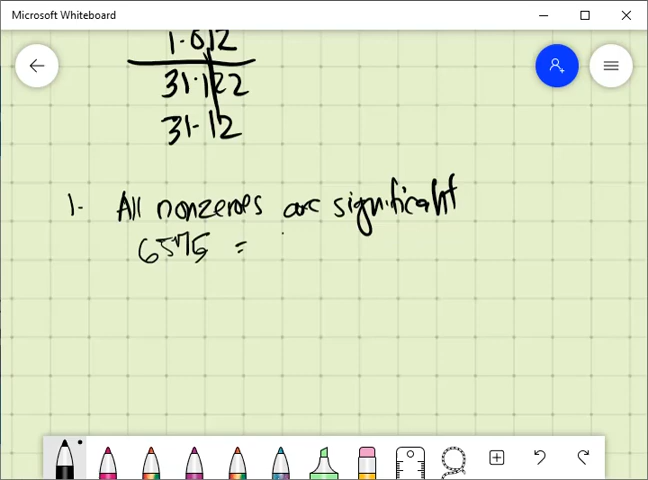 Microsoft Whiteboard
1.012
31.122
31.12
1. All nonzeroes are significant
6575 =